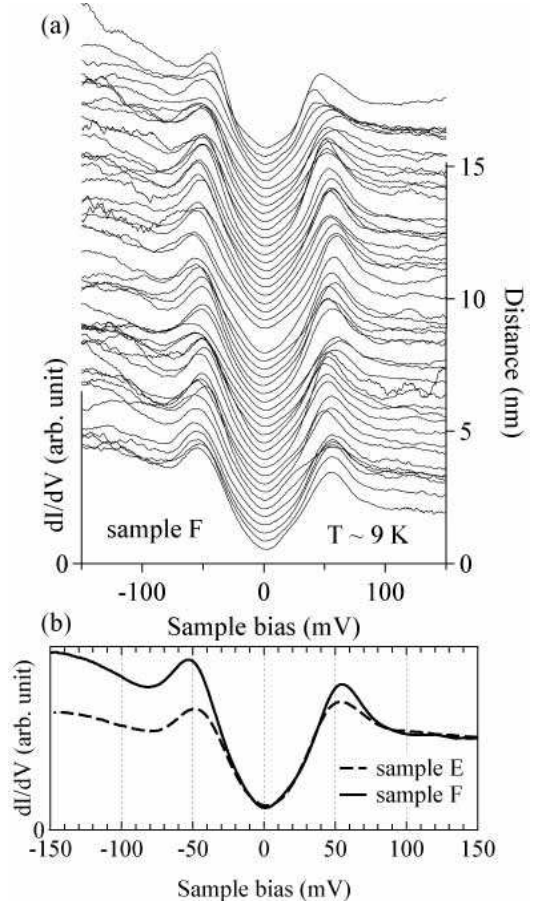 (a)
dI/dV (arb. unit)
0
sample F
T ~ 9 K
15
10
5
0
Distance (nm)
-100
0
100
Sample bias (mV)
(b)
dI/dV (arb. unit)
0
sample E
sample F
-150
-100
-50
0
50
100
150
Sample bias (mV)